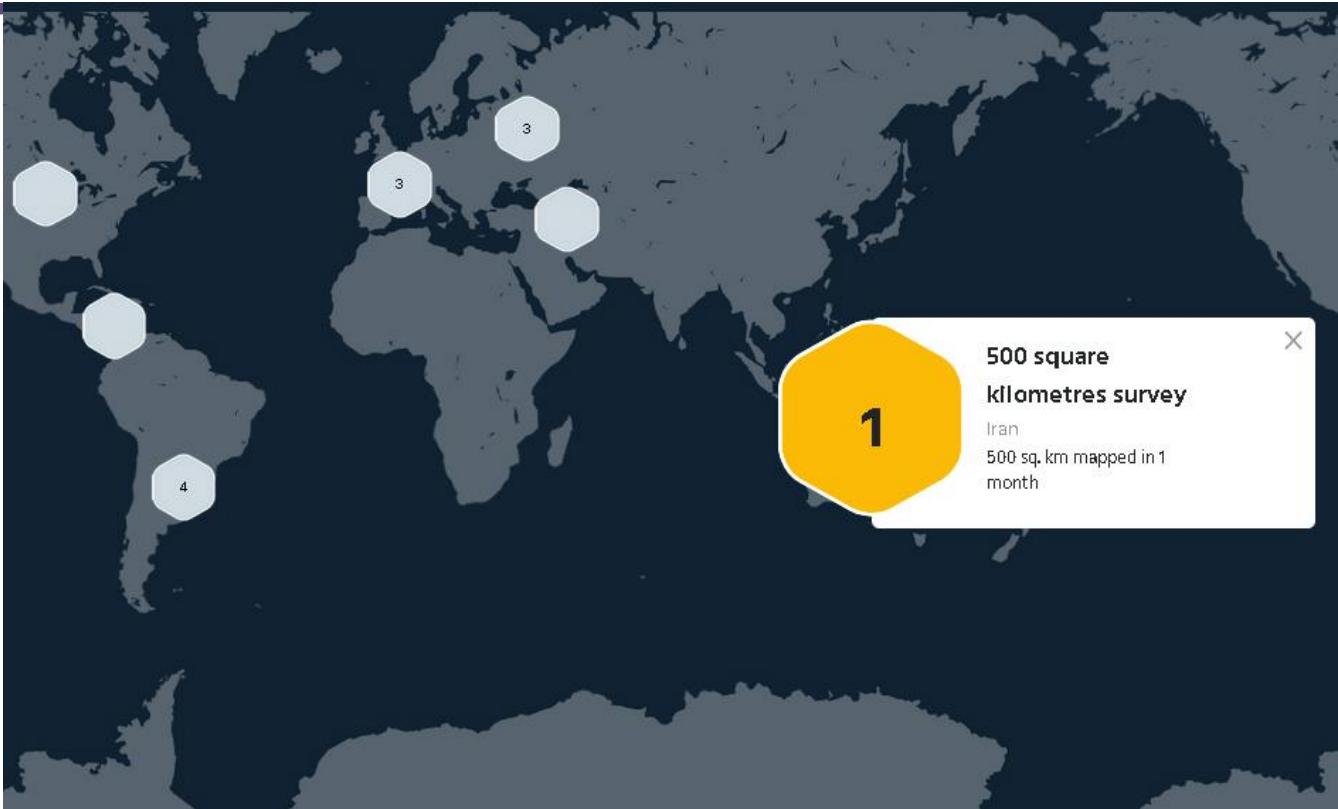 3
3
4
1
500 square
kilometres survey
Iran
500 sq. km mapped in 1
month